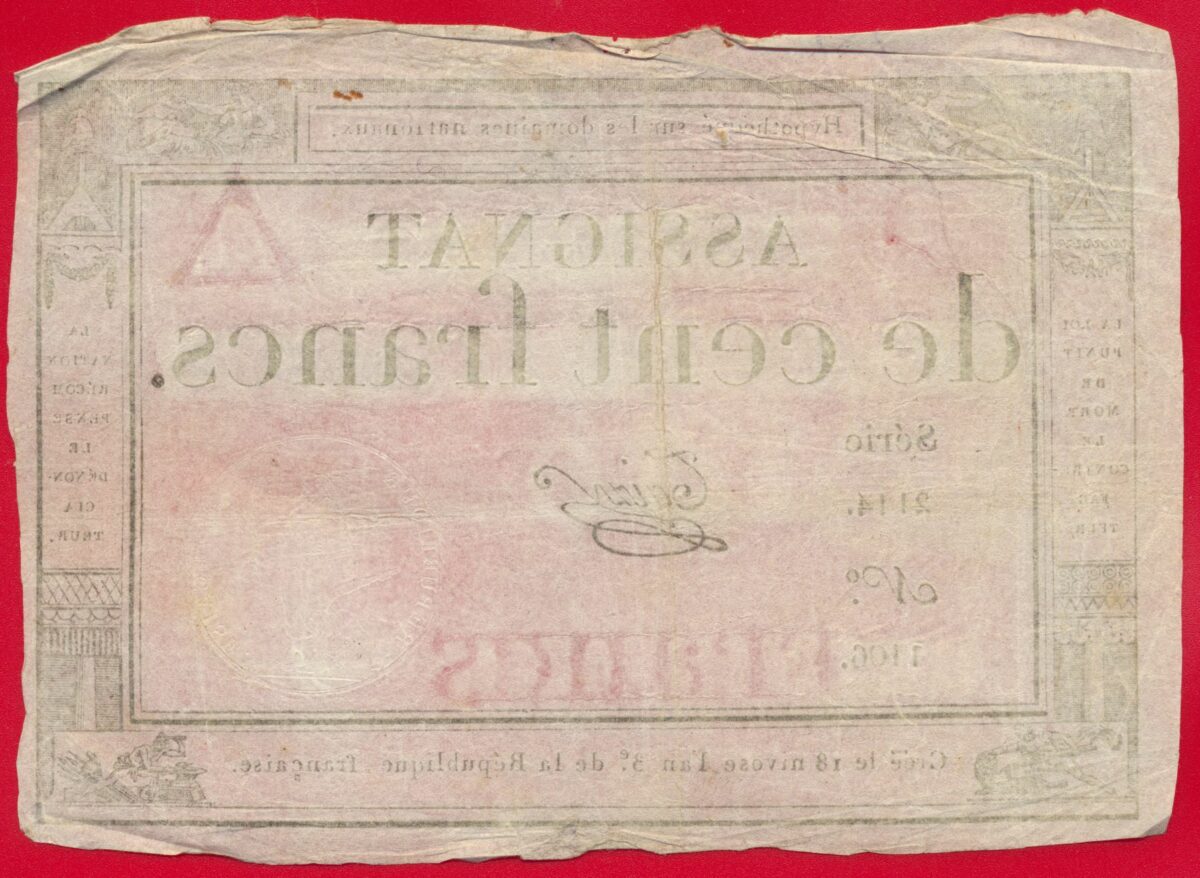 Hypothéqué sur les domaines nationaux.
ASSIGNAT
de cent francs.
Série
2114.
Nº.
1106.
FRANCS
LA LOI
PUNIT
DE
MORT
LE
CONTRE-
FAC-
TEUR.
LA
NATION
RÉCOM
PENSE
LE
DÉNON-
CIA
TEUR.
Créé le 18 nivose l'an 3e. de la République française.